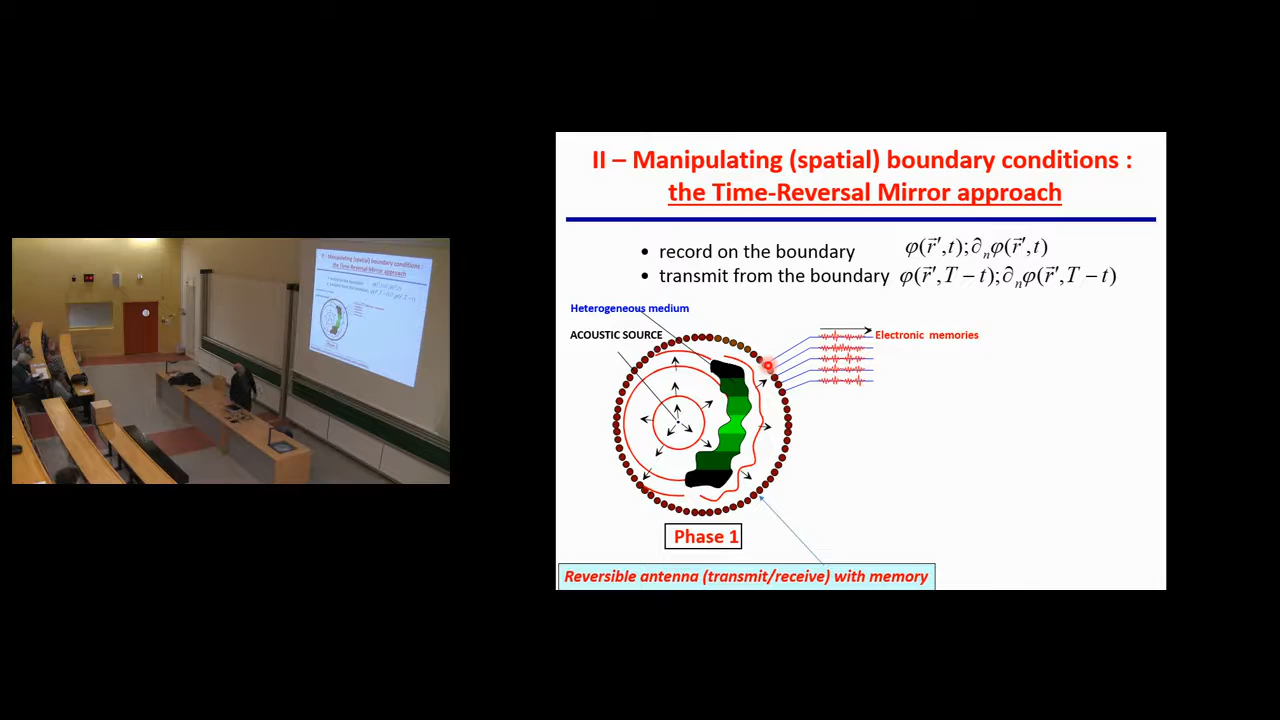 II – Manipulating (spatial) boundary conditions :
the Time-Reversal Mirror approach
• record on the boundary φ(r⃗′,t);∂ₙφ(r⃗′,t)
• transmit from the boundary φ(r⃗′,T−t);∂ₙφ(r⃗′,T−t)
Heterogeneous medium
ACOUSTIC SOURCE
Electronic memories
Phase 1
Reversible antenna (transmit/receive) with memory